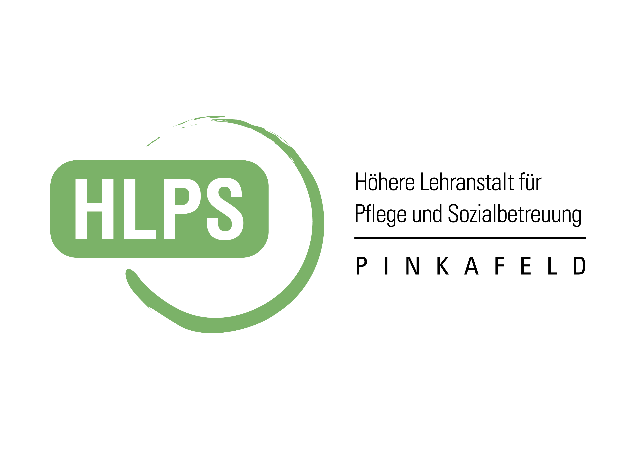 HLPS
Höhere Lehranstalt für
Pflege und Sozialbetreuung
PINKAFELD